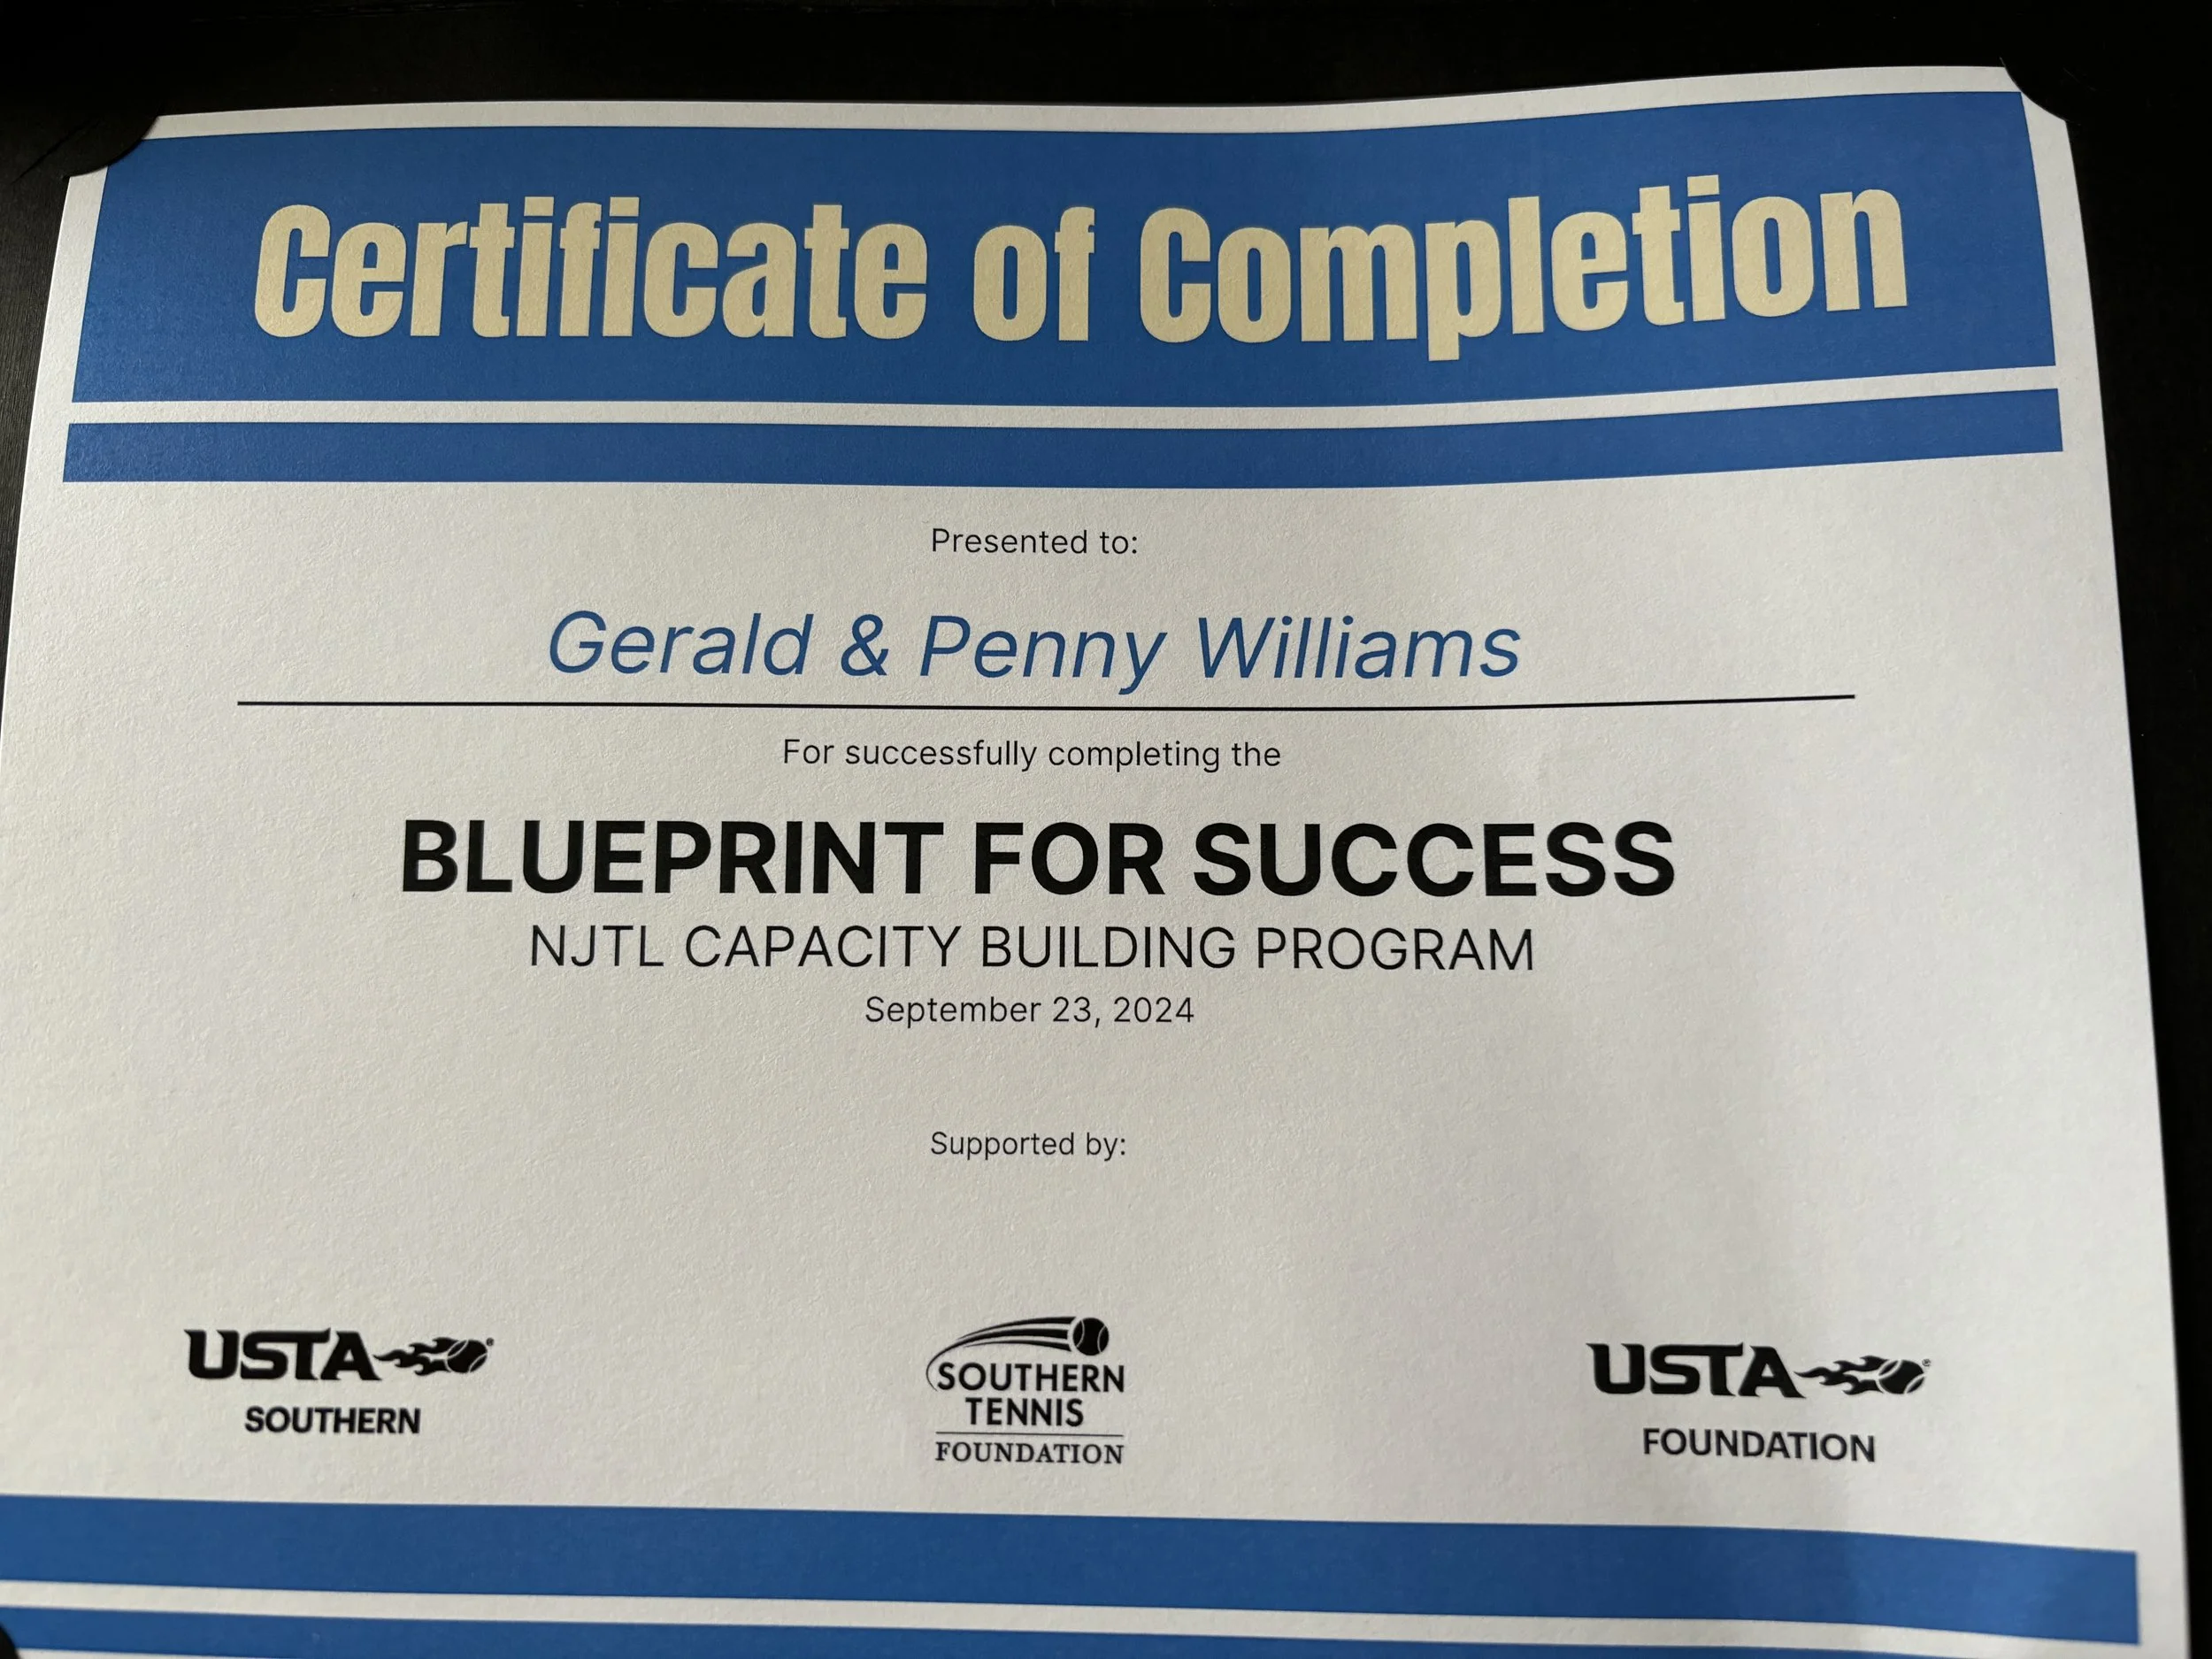 Certificate of Completion
Presented to:
Gerald & Penny Williams
For successfully completing the
BLUEPRINT FOR SUCCESS
NJTL CAPACITY BUILDING PROGRAM
September 23, 2024
Supported by:
USTA
SOUTHERN
SOUTHERN
TENNIS
FOUNDATION
USTA
FOUNDATION